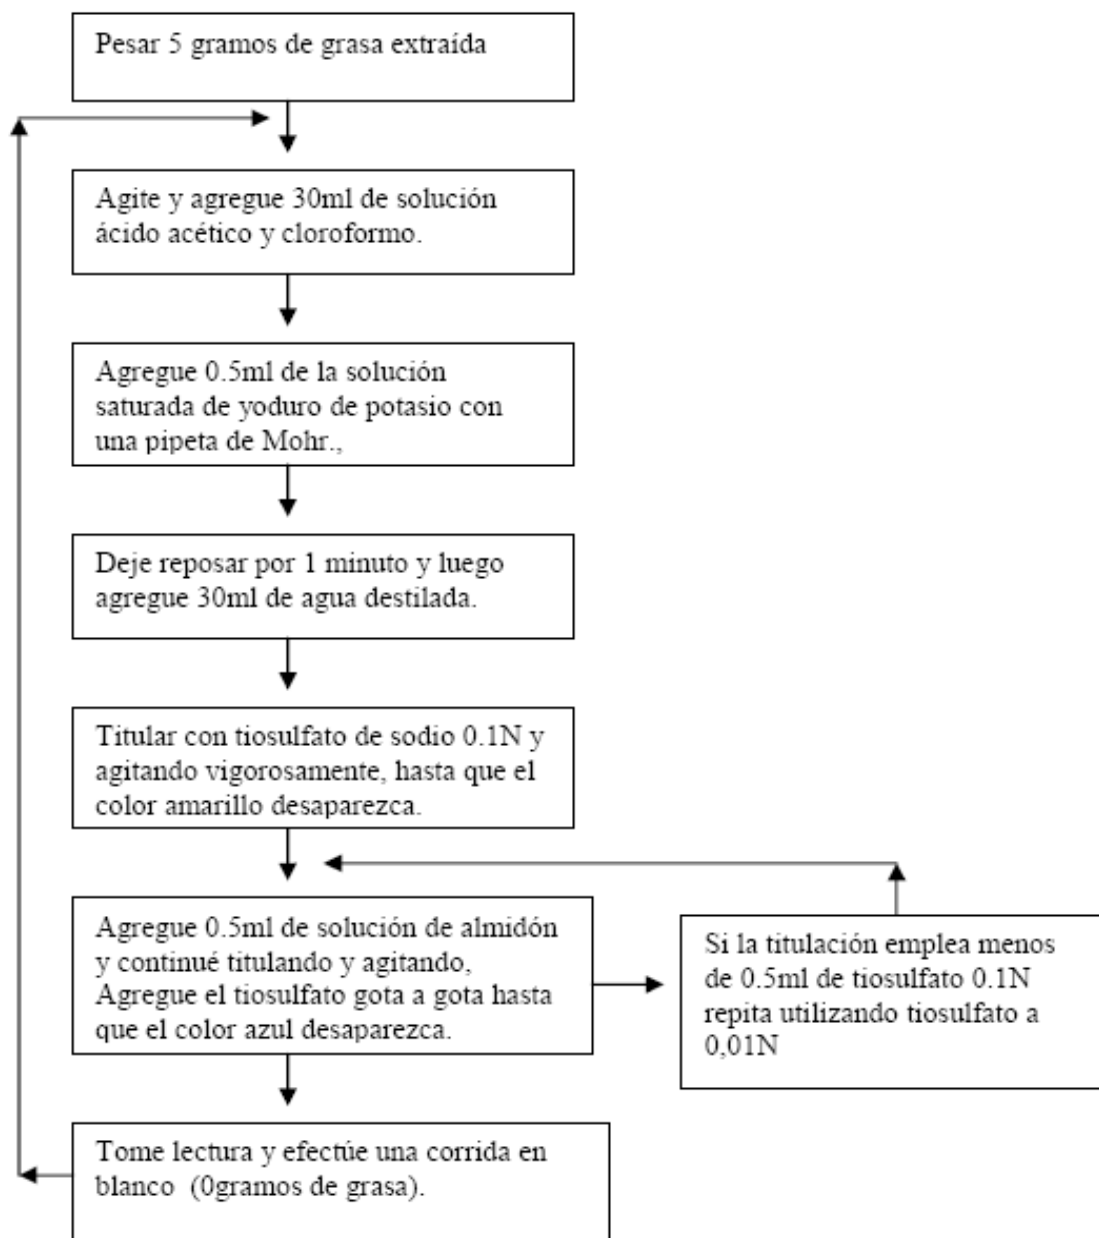 Pesar 5 gramos de grasa extraída
Agite y agregue 30ml de solución
ácido acético y cloroformo.
Agregue 0.5ml de la solución
saturada de yoduro de potasio con
una pipeta de Mohr.,
Deje reposar por 1 minuto y luego
agregue 30ml de agua destilada.
Titular con tiosulfato de sodio 0.1N y
agitando vigorosamente, hasta que el
color amarillo desaparezca.
Agregue 0.5ml de solución de almidón
y continué titulando y agitando,
Agregue el tiosulfato gota a gota hasta
que el color azul desaparezca.
Si la titulación emplea menos
de 0.5ml de tiosulfato 0.1N
repita utilizando tiosulfato a
0,01N
Tome lectura y efectúe una corrida en
blanco (0gramos de grasa).